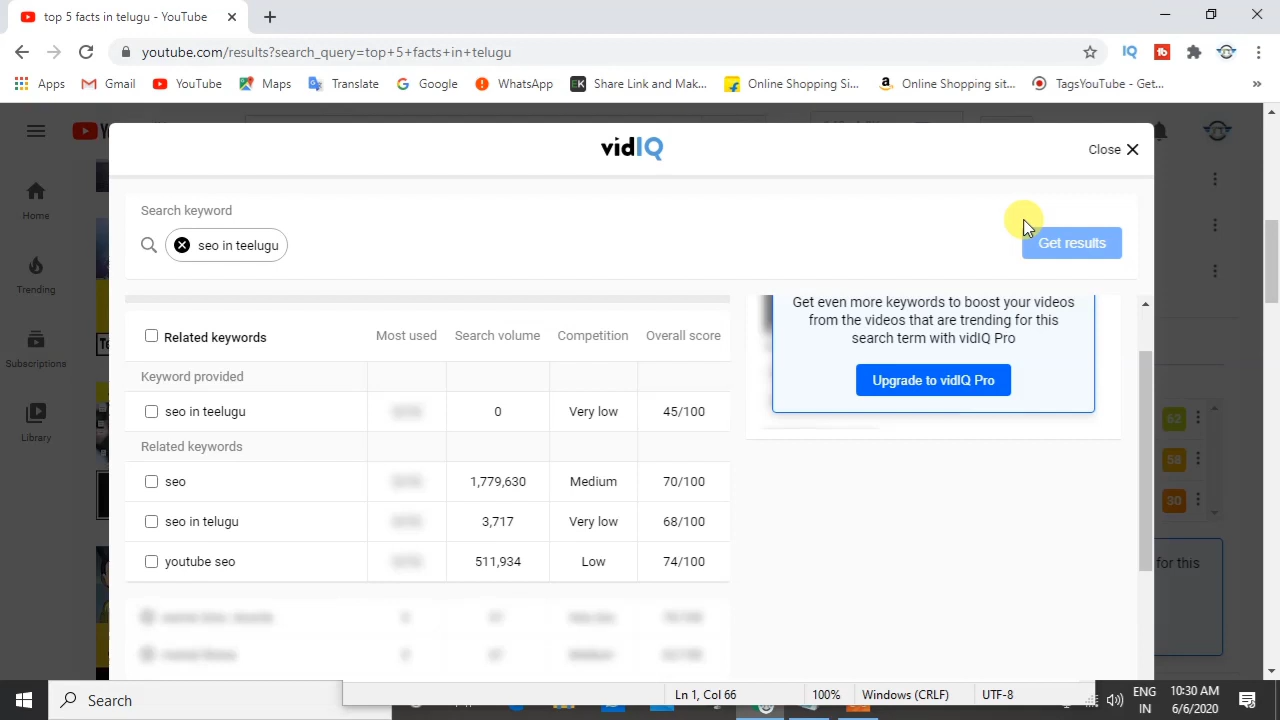 top 5 facts in telugu - YouTube
youtube.com/results?search_query=top+5+facts+in+telugu
Apps Gmail YouTube Maps Translate Google WhatsApp Share Link and Mak... Online Shopping Si... Online Shopping sit... TagsYouTube - Get...
vidIQ
Close
Search keyword
seo in teelugu
Get results
Home
Trending
Subscriptions
Library
Get even more keywords to boost your videos
from the videos that are trending for this
search term with vidIQ Pro
Upgrade to vidIQ Pro
Related keywords Most used Search volume Competition Overall score
Keyword provided
seo in teelugu 0 Very low 45/100
Related keywords
seo 1,779,630 Medium 70/100
seo in telugu 3,717 Very low 68/100
youtube seo 511,934 Low 74/100
62
58
30
for this
Search
Ln 1, Col 66 100% Windows (CRLF) UTF-8
ENG
IN
10:30 AM
6/6/2020